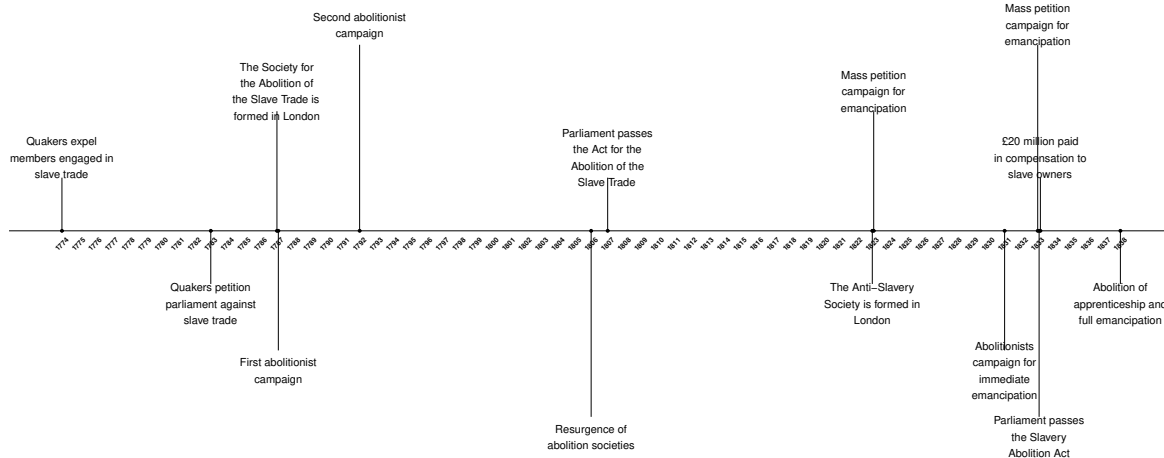 Second abolitionist
campaign
Mass petition
campaign for
emancipation
The Society for
the Abolition of
the Slave Trade is
formed in London
Mass petition
campaign for
emancipation
Quakers expel
members engaged in
slave trade
Parliament passes
the Act for the
Abolition of the
Slave Trade
£20 million paid
in compensation to
slave owners
1774 1775 1776 1777 1778 1779 1780 1781 1782 1783 1784 1785 1786 1787 1788 1789 1790 1791 1792 1793 1794 1795 1796 1797 1798 1799 1800 1801 1802 1803 1804 1805 1806 1807 1808 1809 1810 1811 1812 1813 1814 1815 1816 1817 1818 1819 1820 1821 1822 1823 1824 1825 1826 1827 1828 1829 1830 1831 1832 1833 1834 1835 1836 1837 1838
Quakers petition
parliament against
slave trade
The Anti−Slavery
Society is formed in
London
Abolition of
apprenticeship and
full emancipation
First abolitionist
campaign
Abolitionists
campaign for
immediate
emancipation
Resurgence of
abolition societies
Parliament passes
the Slavery
Abolition Act